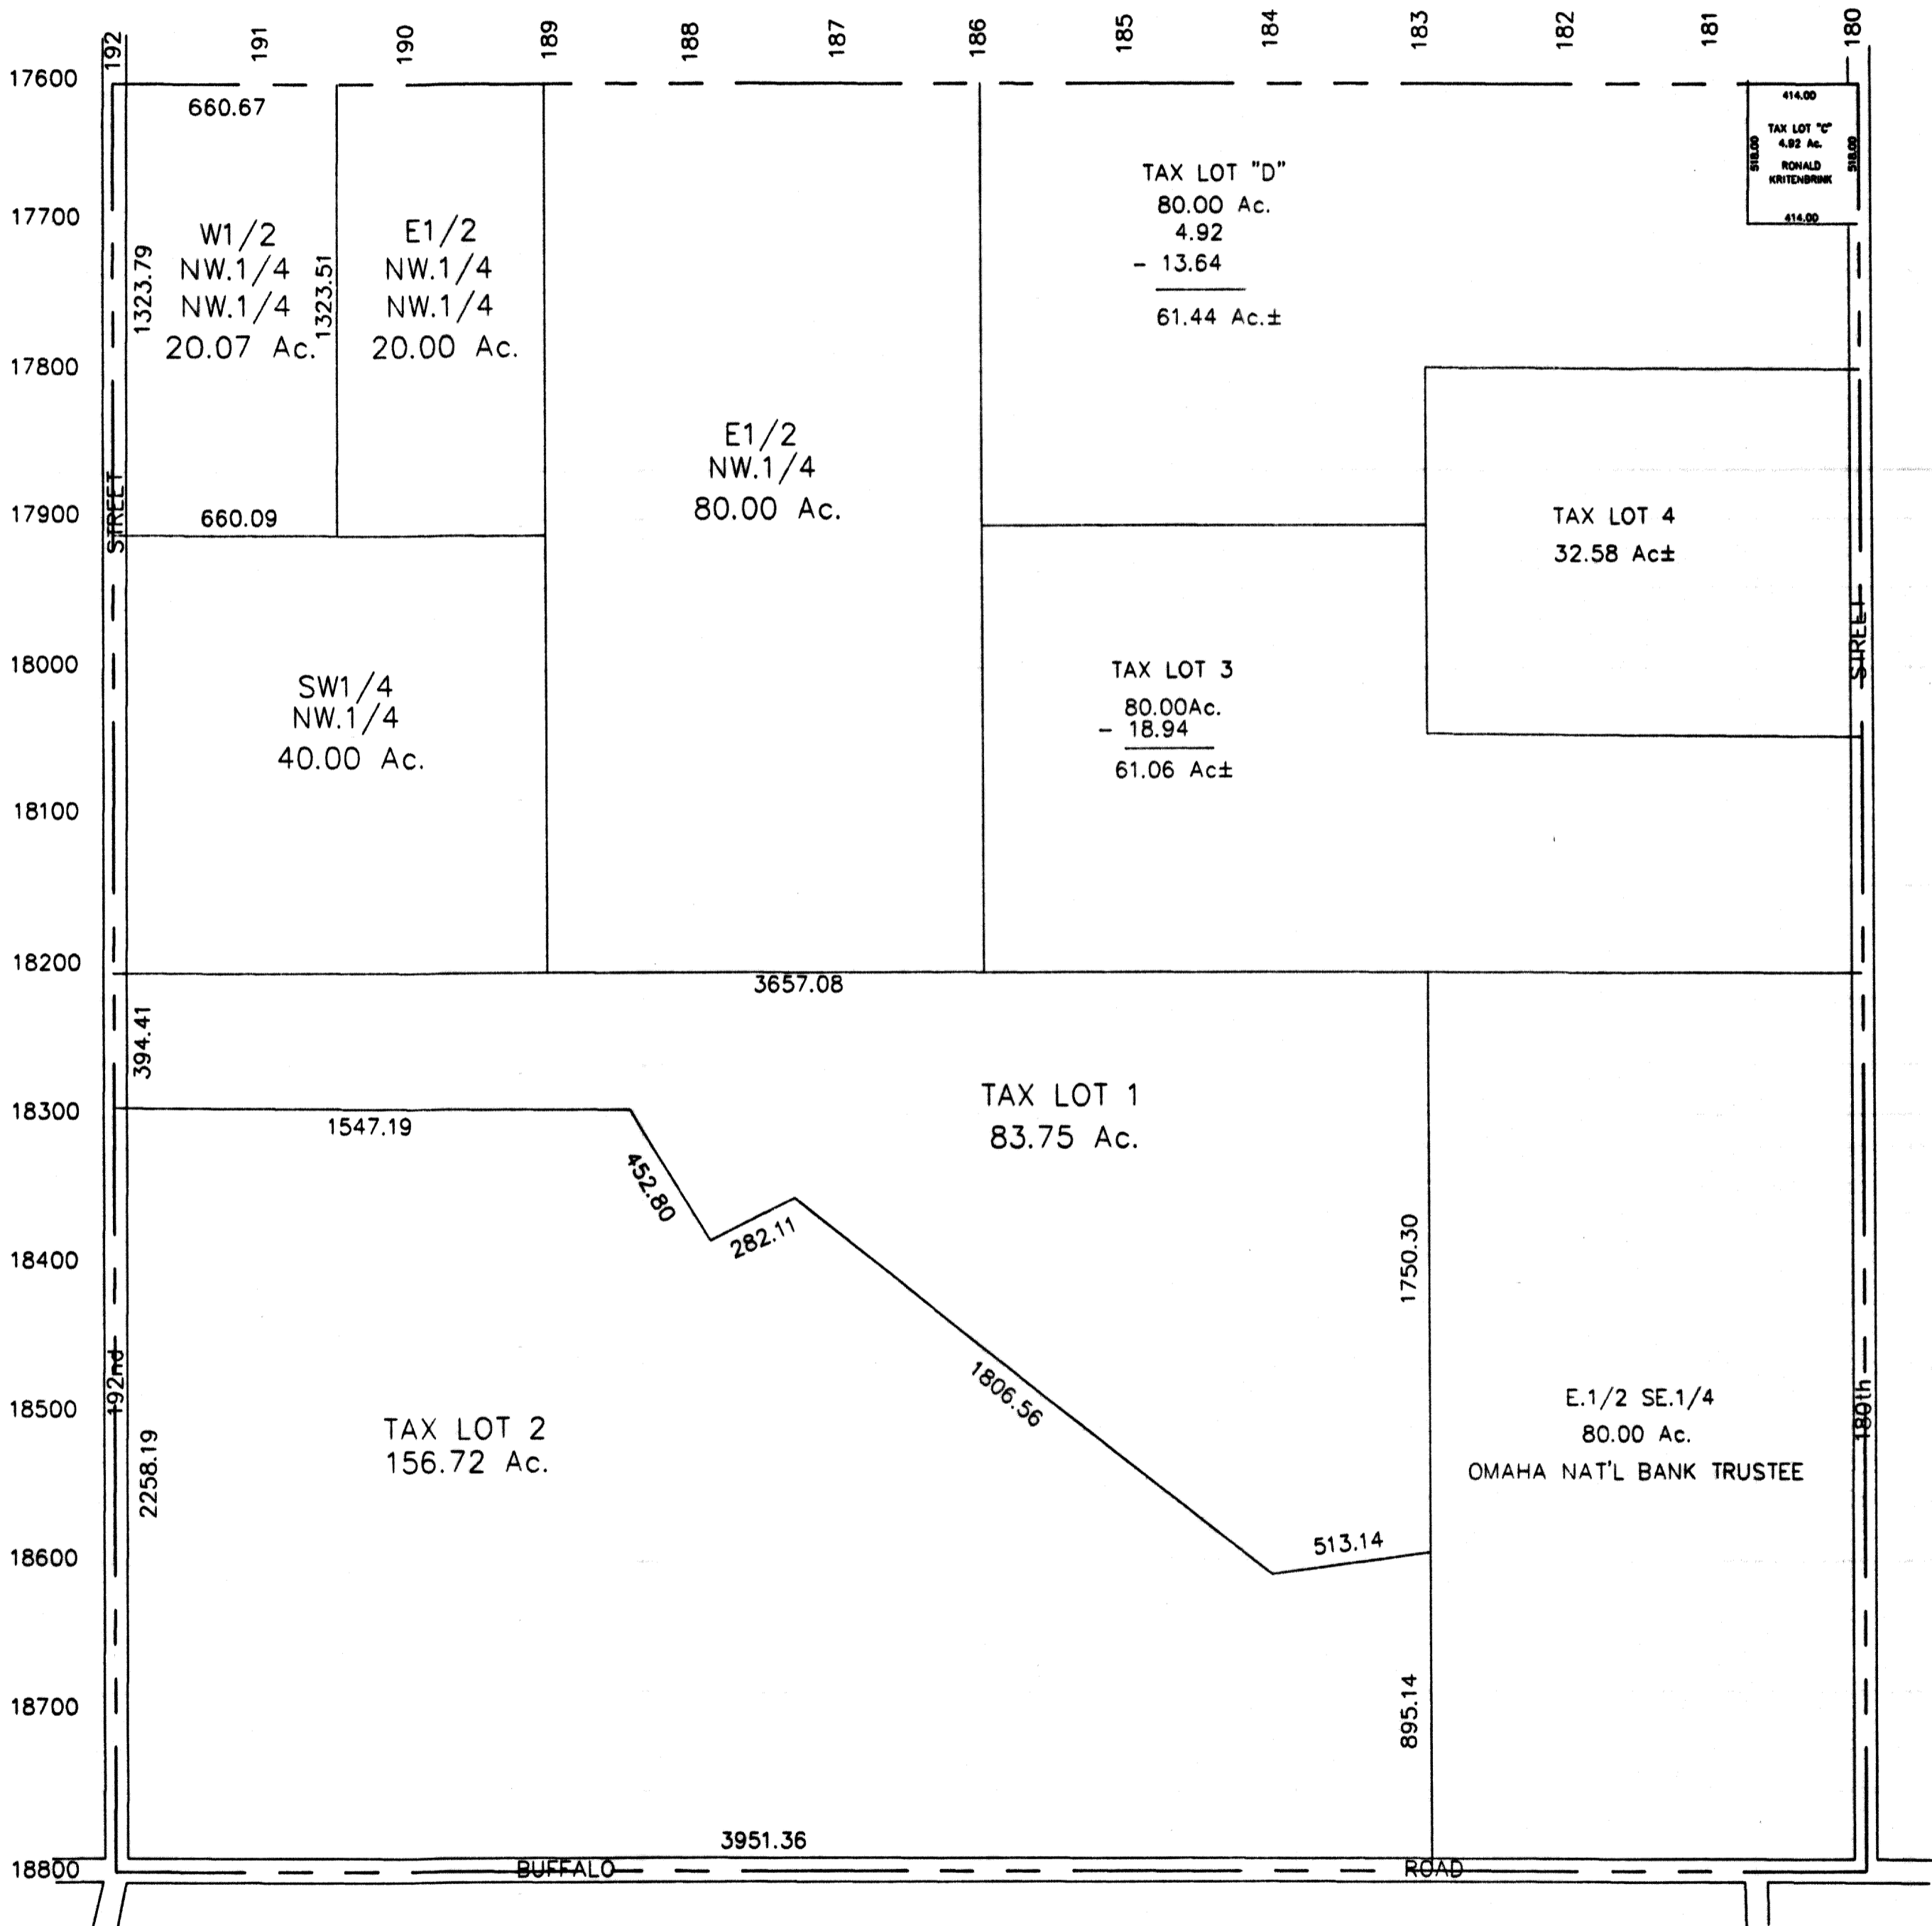 192
191
190
189
188
187
186
185
184
183
182
181
180
17600
17700
17800
17900
18000
18100
18200
18300
18400
18500
18600
18700
18800
660.67
1323.79
W1/2
NW.1/4
NW.1/4
20.07 Ac.
1323.51
660.09
E1/2
NW.1/4
NW.1/4
20.00 Ac.
E1/2
NW.1/4
80.00 Ac.
TAX LOT "D"
80.00 Ac.
4.92
- 13.64
61.44 Ac.±
414.00
518.00
TAX LOT "C"
4.92 Ac.
RONALD
KRITENBRINK
518.00
414.00
STREET
SW1/4
NW.1/4
40.00 Ac.
TAX LOT 3
80.00Ac.
- 18.94
61.06 Ac±
TAX LOT 4
32.58 Ac±
STREET
3657.08
394.41
TAX LOT 1
83.75 Ac.
1547.19
452.80
282.11
1806.56
513.14
1750.30
192nd
2258.19
TAX LOT 2
156.72 Ac.
E.1/2 SE.1/4
80.00 Ac.
OMAHA NAT'L BANK TRUSTEE
180th
895.14
3951.36
BUFFALO ROAD